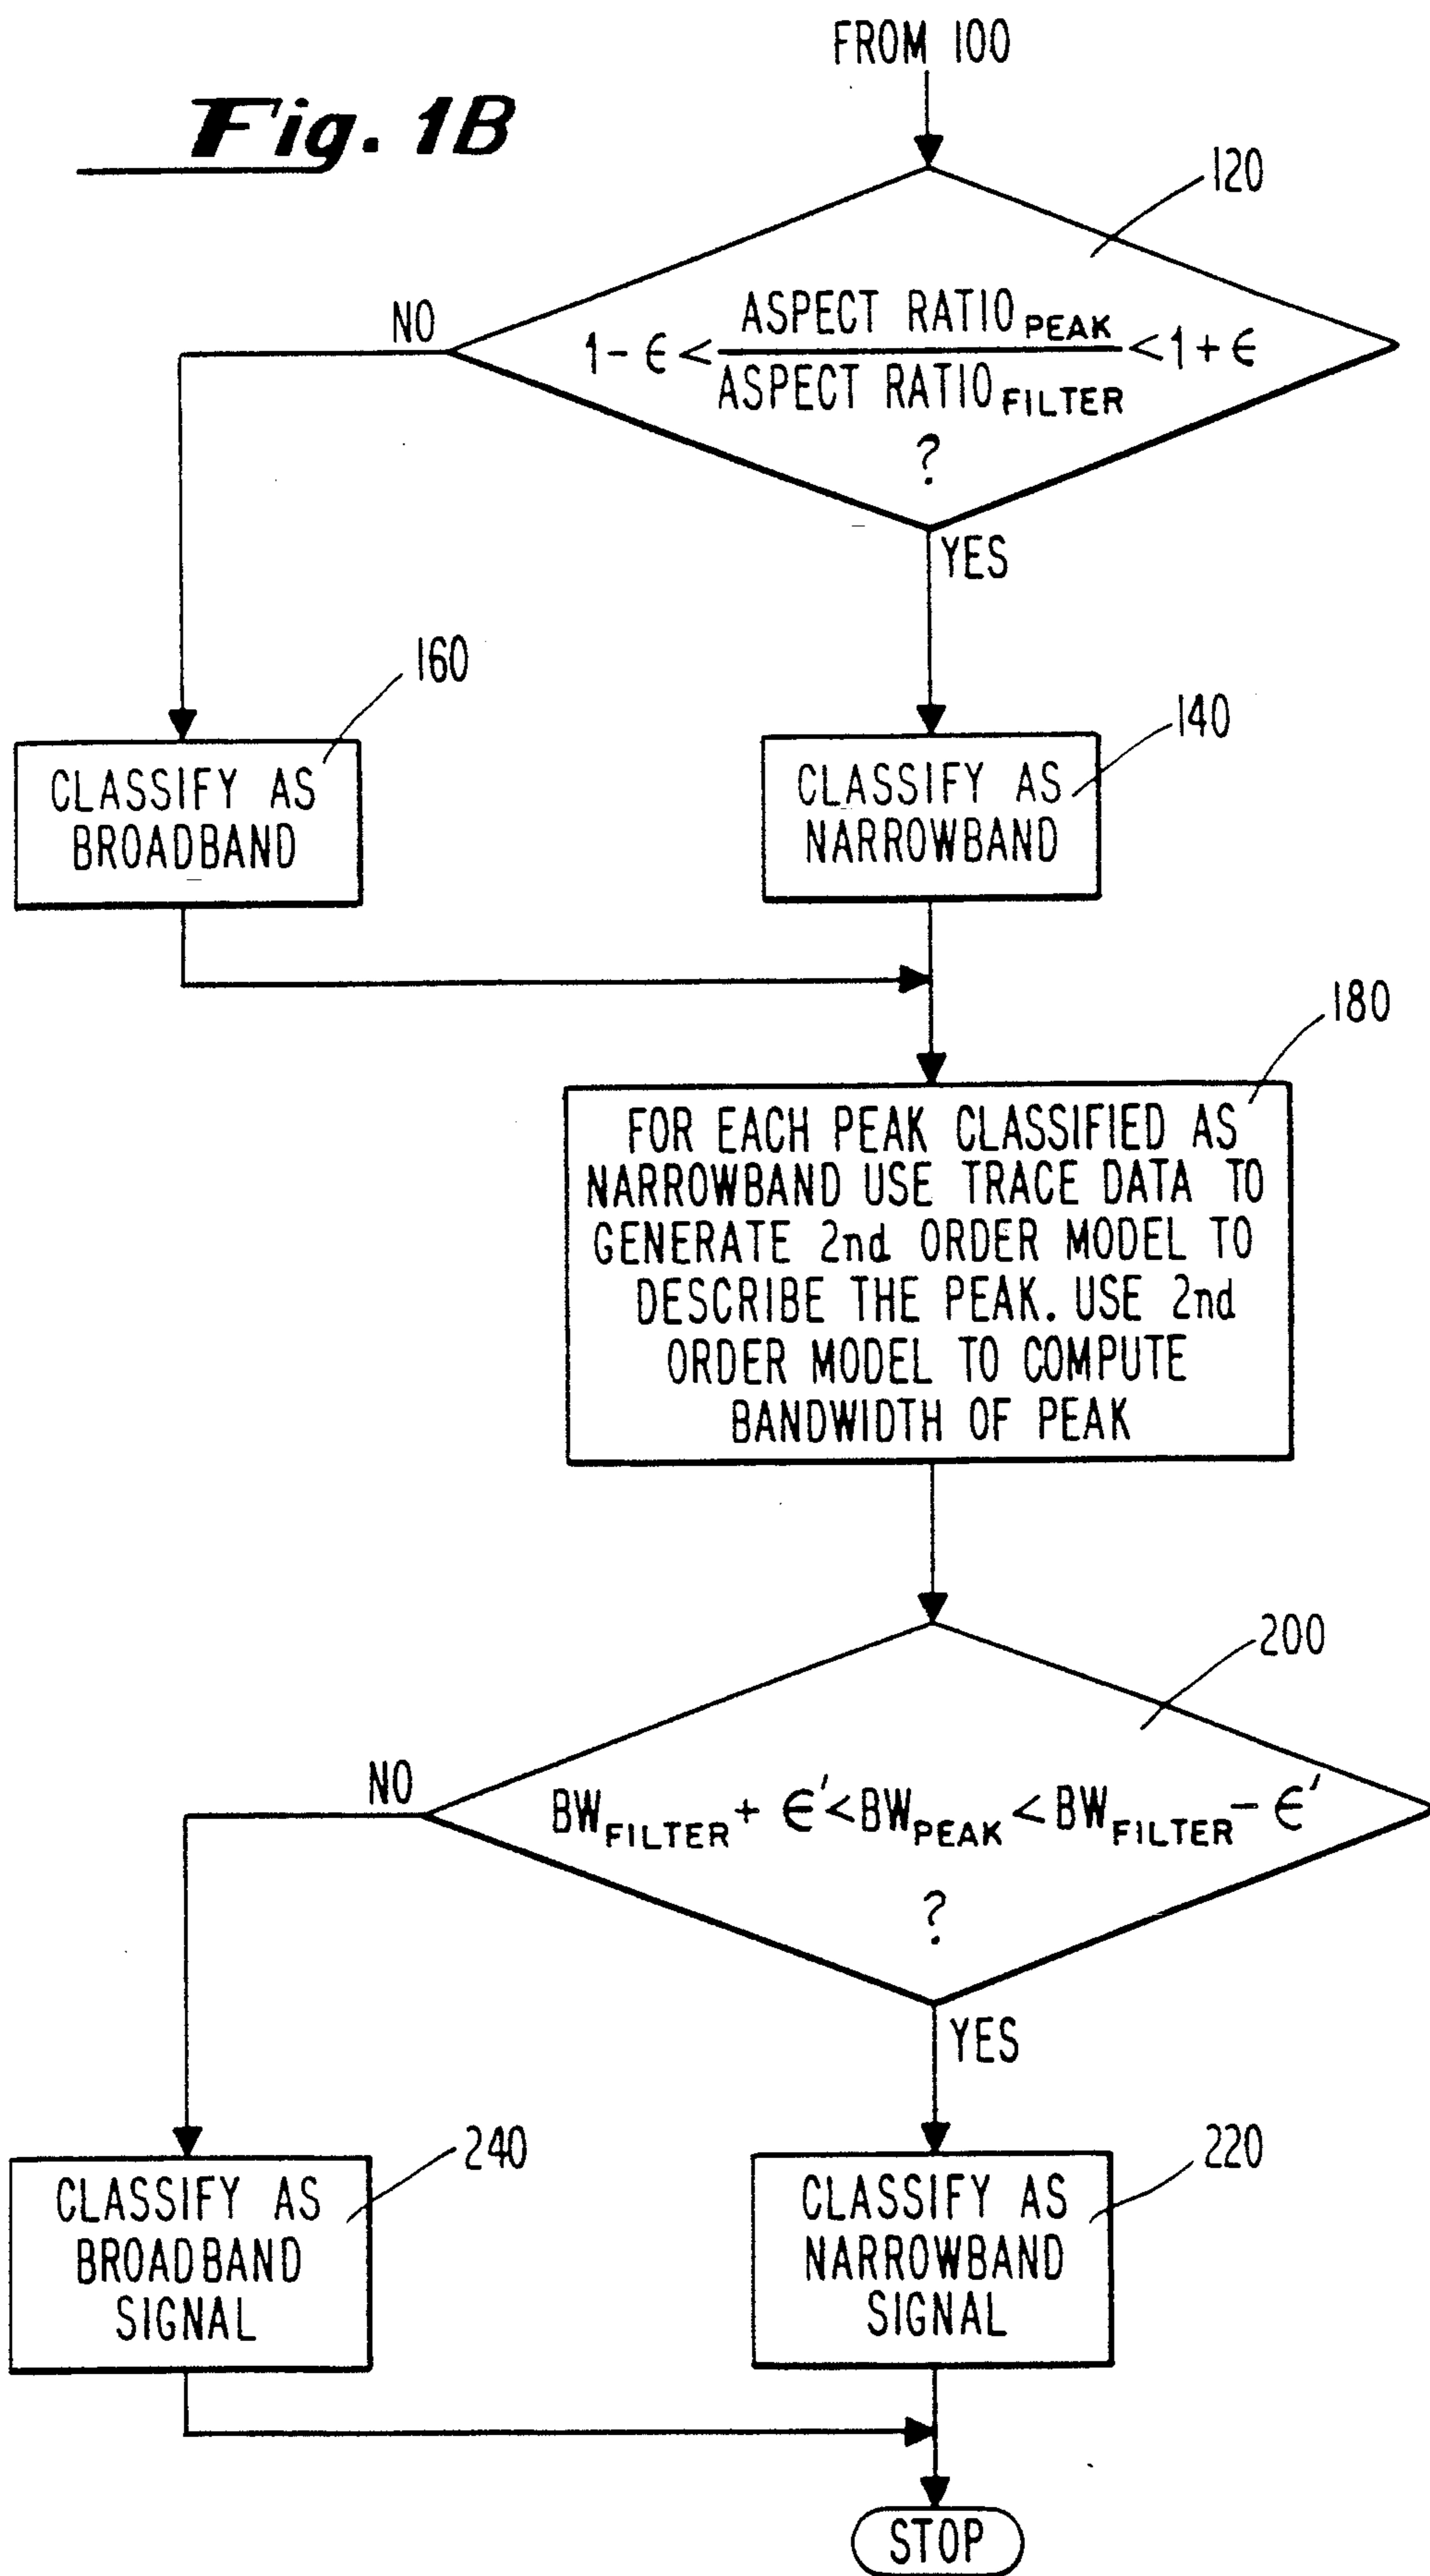 FROM 100
Fig. 1B
120
NO
1 - ϵ < ASPECT RATIO PEAK / ASPECT RATIO FILTER < 1 + ϵ
?
YES
160
140
CLASSIFY AS
BROADBAND
CLASSIFY AS
NARROWBAND
180
FOR EACH PEAK CLASSIFIED AS
NARROWBAND USE TRACE DATA TO
GENERATE 2nd ORDER MODEL TO
DESCRIBE THE PEAK. USE 2nd
ORDER MODEL TO COMPUTE
BANDWIDTH OF PEAK
200
NO
BW FILTER + ϵ' < BW PEAK < BW FILTER - ϵ'
?
YES
240
220
CLASSIFY AS
BROADBAND
SIGNAL
CLASSIFY AS
NARROWBAND
SIGNAL
STOP